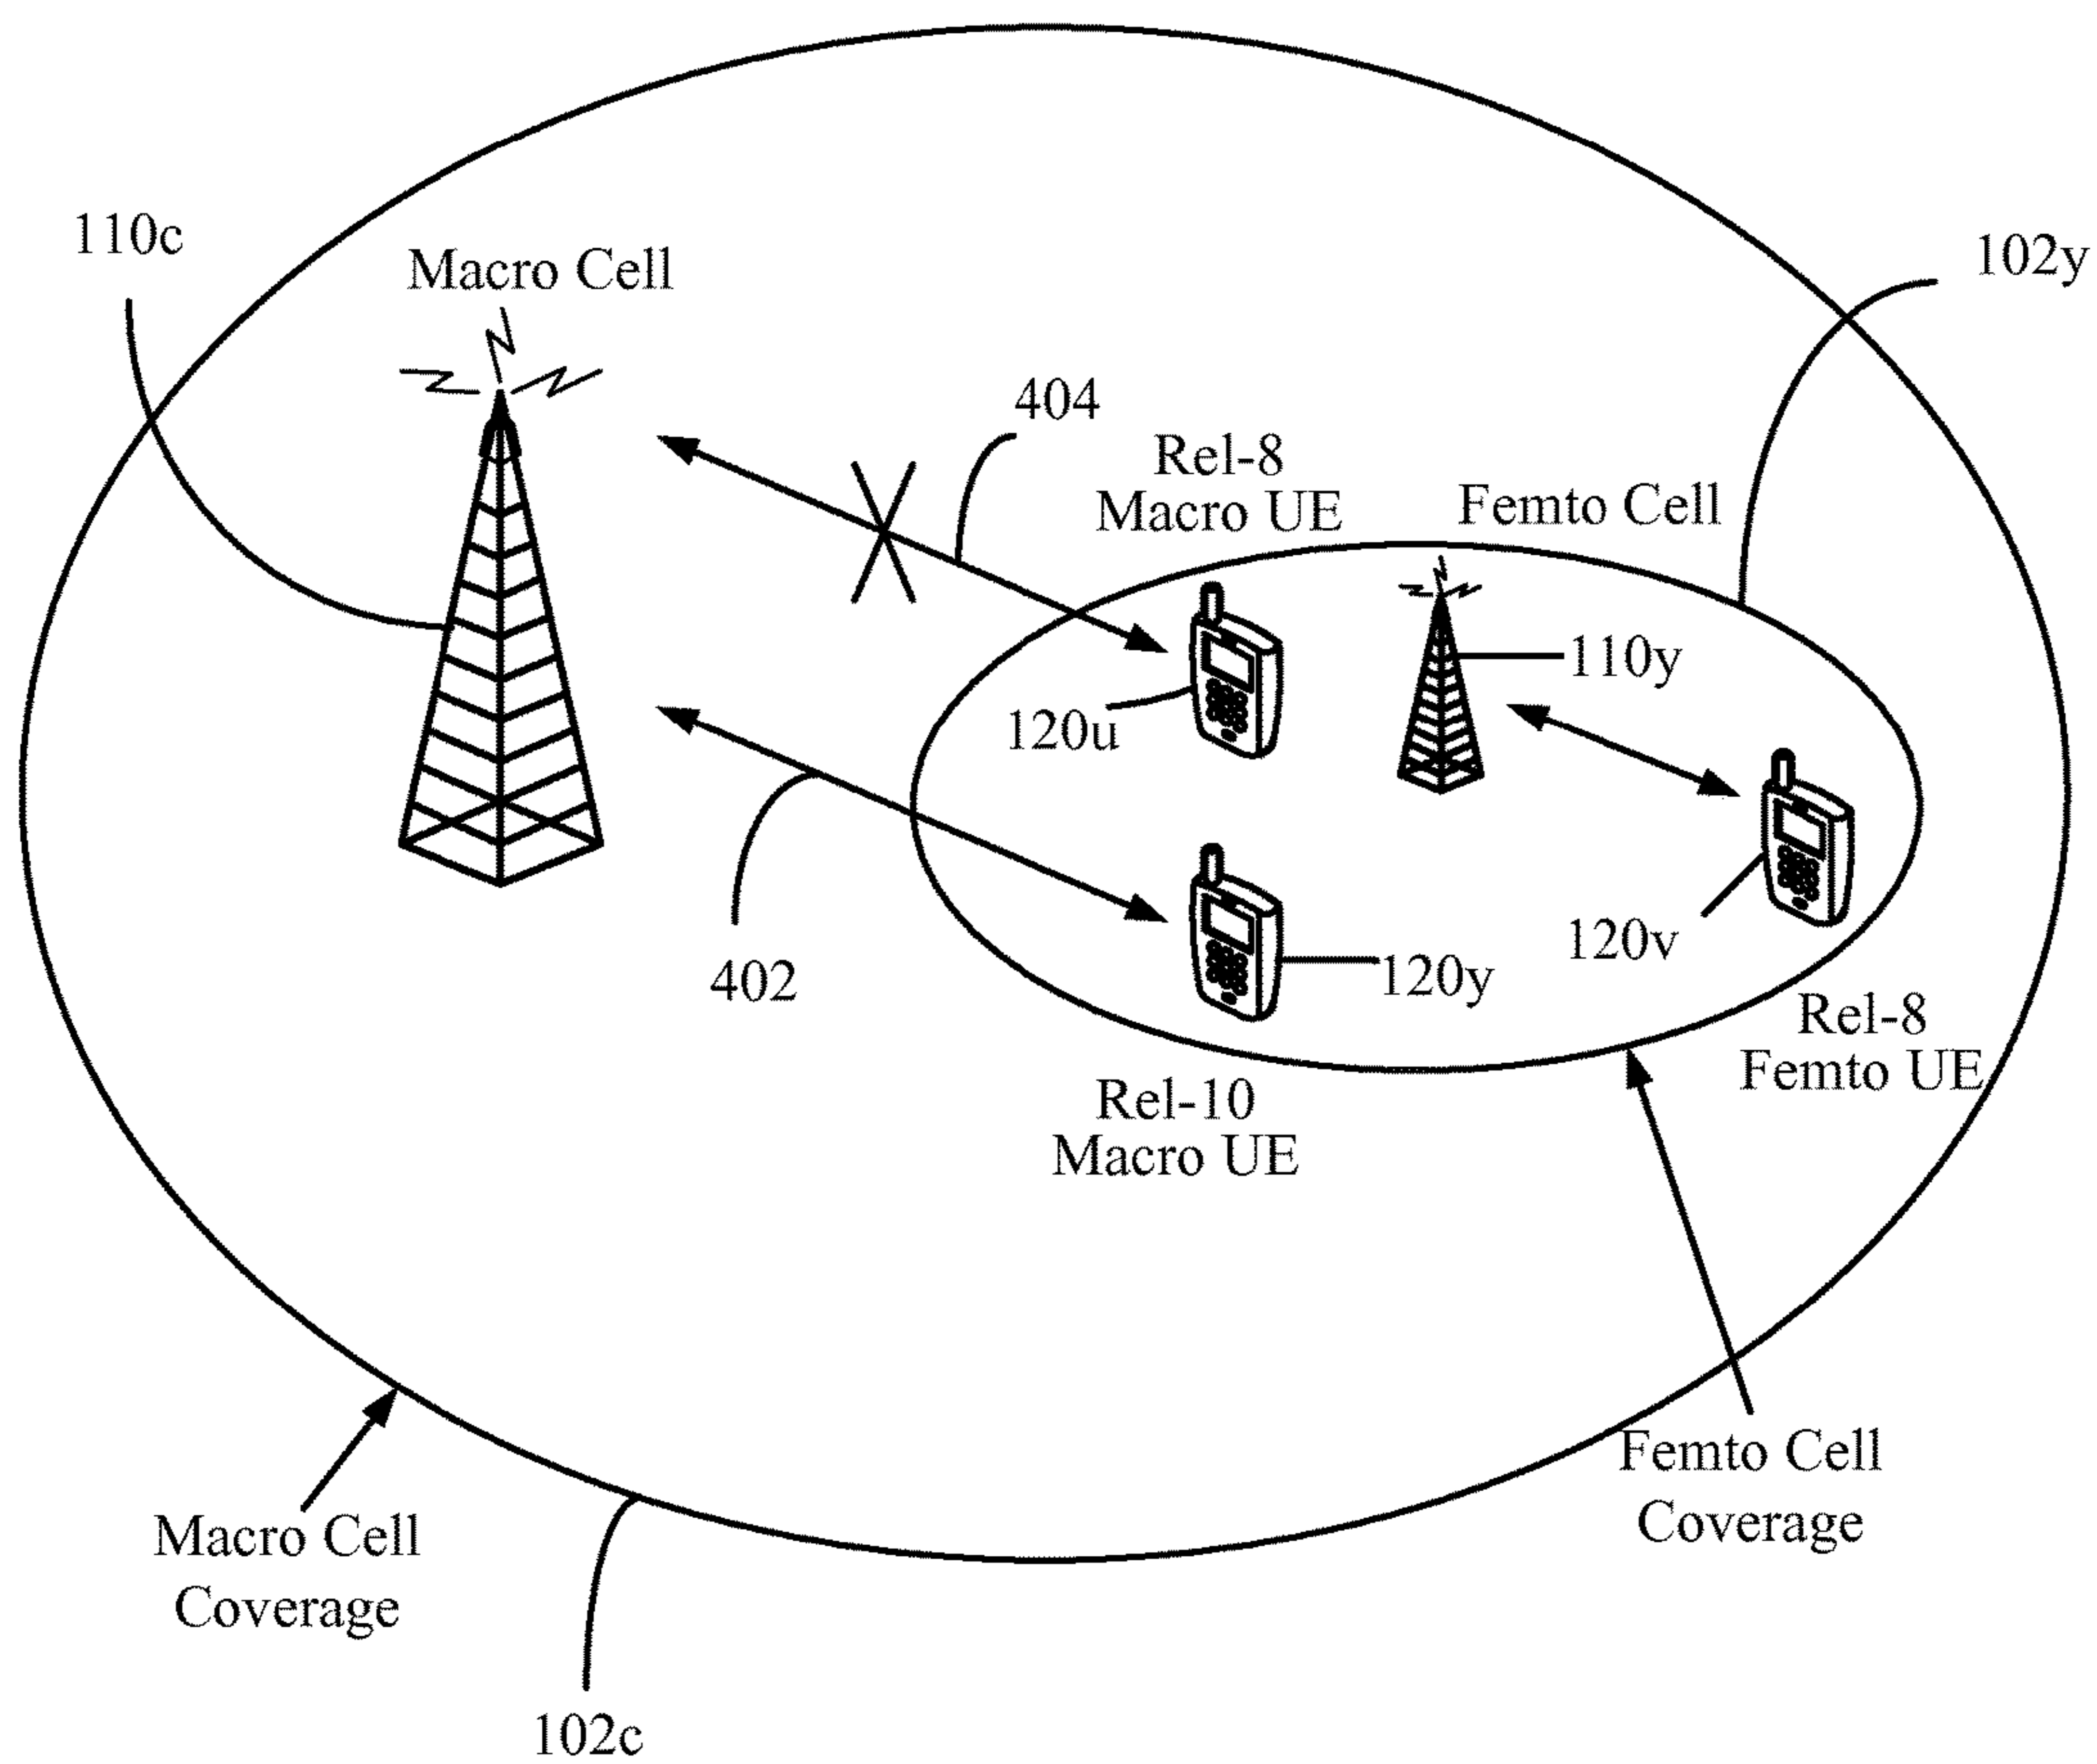 110c
Macro Cell
102y
404
Rel-8
Macro UE
Femto Cell
110y
120u
120v
402
120y
Rel-8
Femto UE
Rel-10
Macro UE
Femto Cell
Coverage
Macro Cell
Coverage
102c